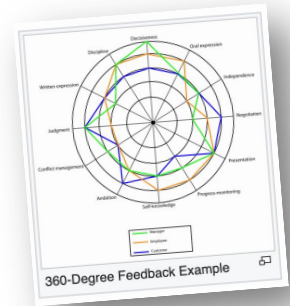 Decisiveness
Oral expression
Independence
Negotiation
Presentation
Progress monitoring
Self-knowledge
Ambition
Conflict management
Judgment
Written expression
Discipline
Manager
Employee
Customer
360-Degree Feedback Example